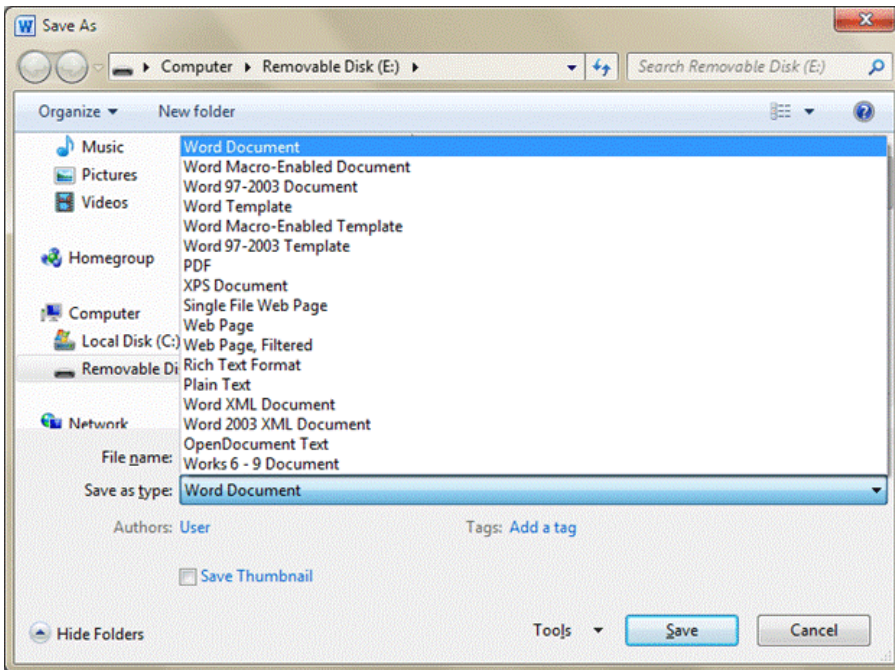 Save As
Computer Removable Disk (E:)
Search Removable Disk (E:)
Organize New folder
Music
Pictures
Videos
Homegroup
Computer
Local Disk (C:)
Removable Di
Network
Word Document
Word Macro-Enabled Document
Word 97-2003 Document
Word Template
Word Macro-Enabled Template
Word 97-2003 Template
PDF
XPS Document
Single File Web Page
Web Page
Web Page, Filtered
Rich Text Format
Plain Text
Word XML Document
Word 2003 XML Document
OpenDocument Text
Works 6 - 9 Document
File name:
Save as type: Word Document
Authors: User Tags: Add a tag
Save Thumbnail
Hide Folders Tools Save Cancel